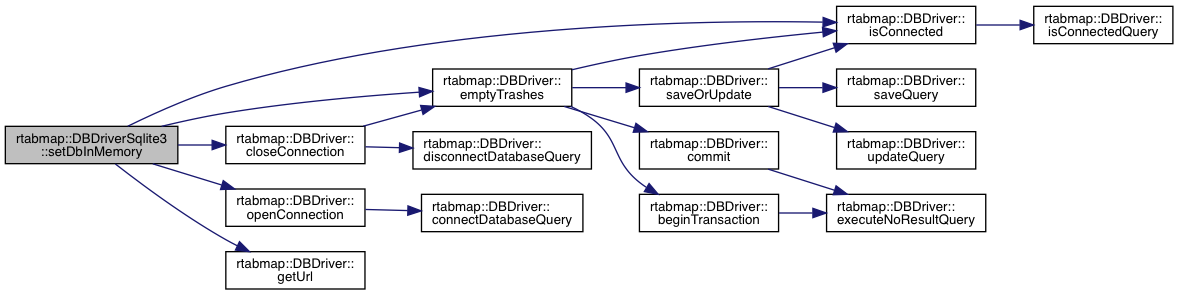 rtabmap::DBDriverSqlite3
::setDbInMemory
rtabmap::DBDriver::
closeConnection
rtabmap::DBDriver::
openConnection
rtabmap::DBDriver::
getUrl
rtabmap::DBDriver::
emptyTrashes
rtabmap::DBDriver::
disconnectDatabaseQuery
rtabmap::DBDriver::
connectDatabaseQuery
rtabmap::DBDriver::
saveOrUpdate
rtabmap::DBDriver::
commit
rtabmap::DBDriver::
beginTransaction
rtabmap::DBDriver::
isConnected
rtabmap::DBDriver::
saveQuery
rtabmap::DBDriver::
updateQuery
rtabmap::DBDriver::
executeNoResultQuery
rtabmap::DBDriver::
isConnectedQuery